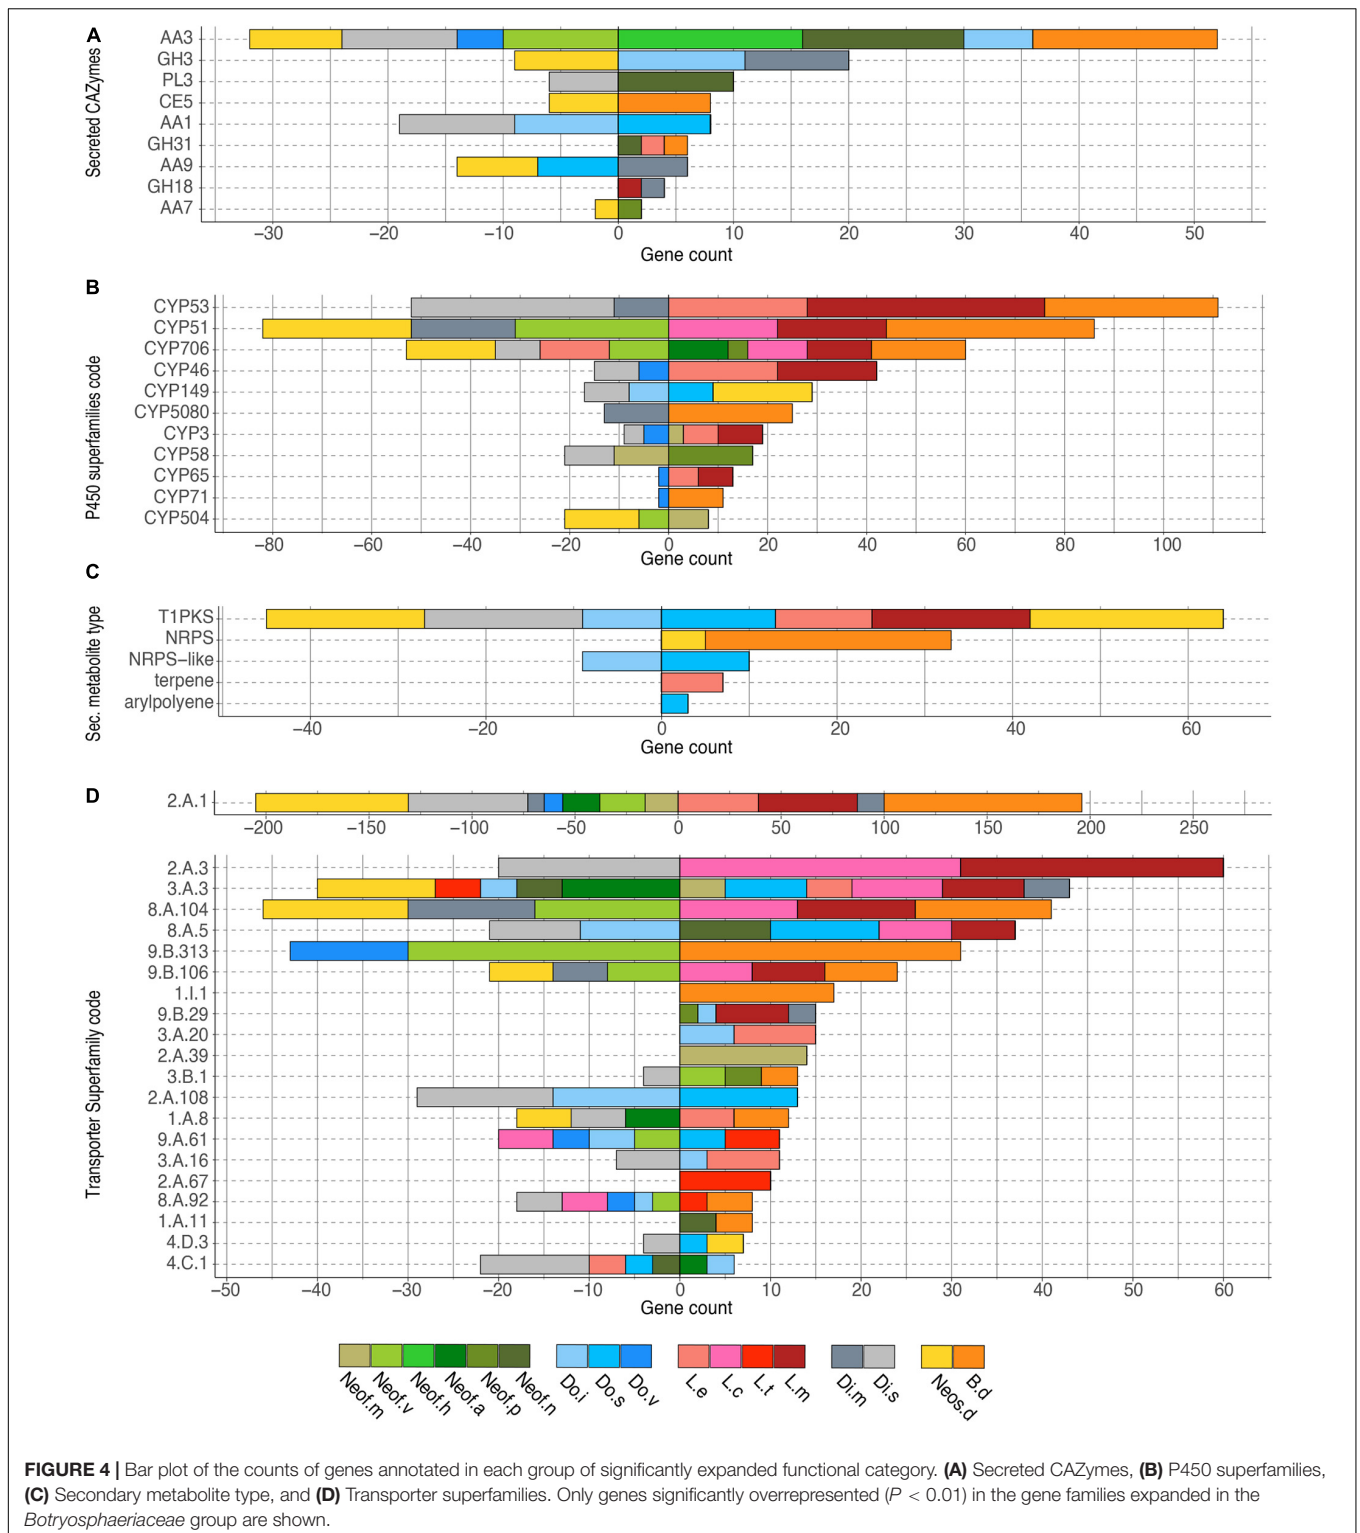 A
Secreted CAZymes
AA3
GH3
PL3
CE5
AA1
GH31
AA9
GH18
AA7
−30 −20 −10 0 10 20 30 40 50
Gene count
B
P450 superfamilies code
CYP53
CYP51
CYP706
CYP46
CYP149
CYP5080
CYP3
CYP58
CYP65
CYP71
CYP504
−80 −60 −40 −20 0 20 40 60 80 100
Gene count
C
Sec. metabolite type
T1PKS
NRPS
NRPS−like
terpene
arylpolyene
−40 −20 0 20 40 60
Gene count
D
2.A.1
−200 −150 −100 −50 0 50 100 150 200 250
Transporter Superfamily code
2.A.3
3.A.3
8.A.104
8.A.5
9.B.313
9.B.106
1.I.1
9.B.29
3.A.20
2.A.39
3.B.1
2.A.108
1.A.8
9.A.61
3.A.16
2.A.67
8.A.92
1.A.11
4.D.3
4.C.1
−50 −40 −30 −20 −10 0 10 20 30 40 50 60
Gene count
Neof.m Neof.v Neof.h Neof.a Neof.p Neof.n Do.i Do.s Do.v L.e L.c L.t L.m Di.m Di.s Neos.d B.d
FIGURE 4 | Bar plot of the counts of genes annotated in each group of significantly expanded functional category. (A) Secreted CAZymes, (B) P450 superfamilies,
(C) Secondary metabolite type, and (D) Transporter superfamilies. Only genes significantly overrepresented (P < 0.01) in the gene families expanded in the
Botryosphaeriaceae group are shown.